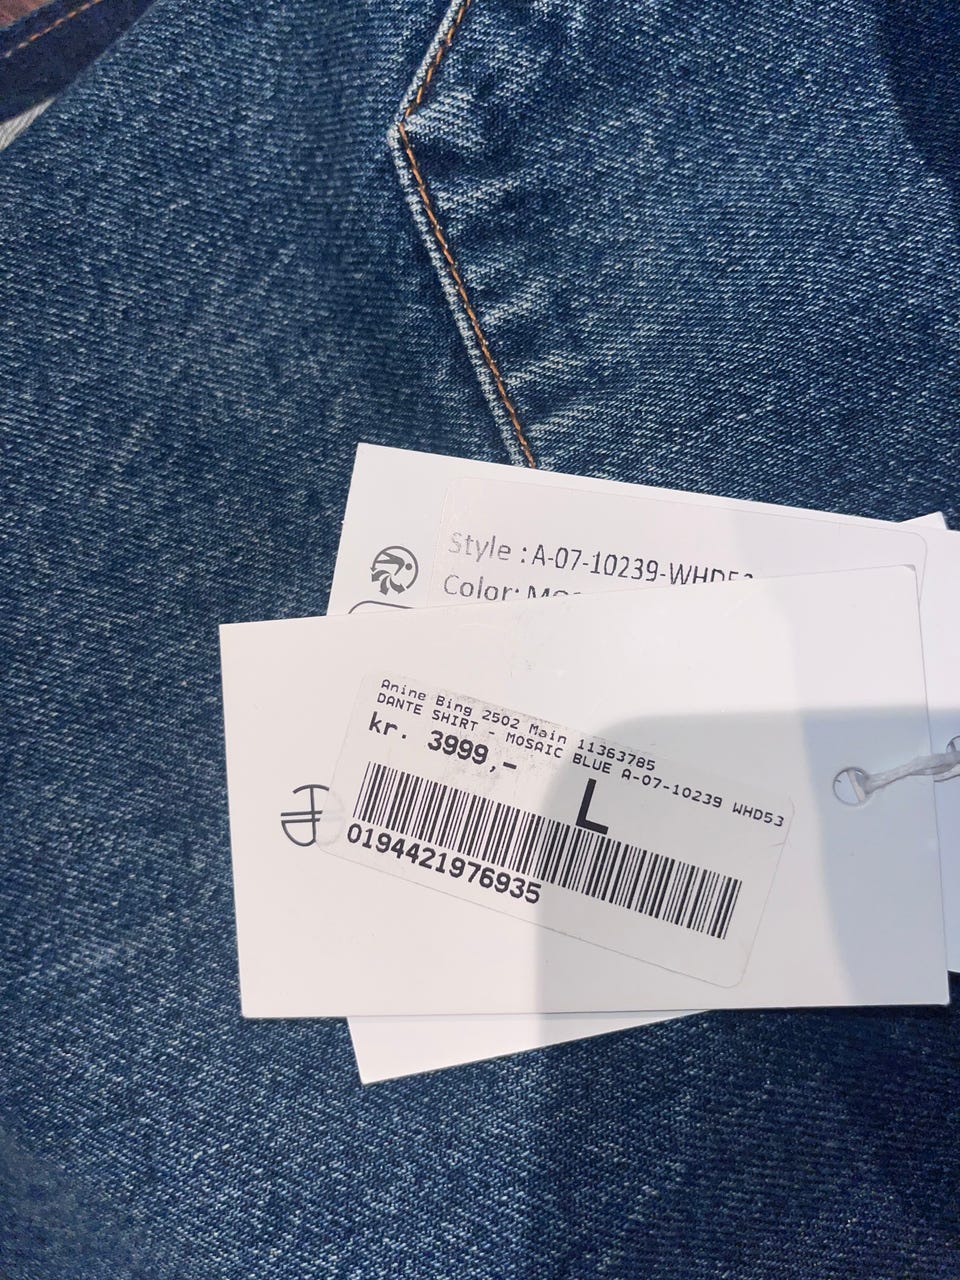 Style : A-07-10239-WHD53
Color:
Anine Bing 2502 Main 11363785
DANTE SHIRT - MOSAIC BLUE A-07-10239 WHD53
kr. 3999,-
L
0194421976935